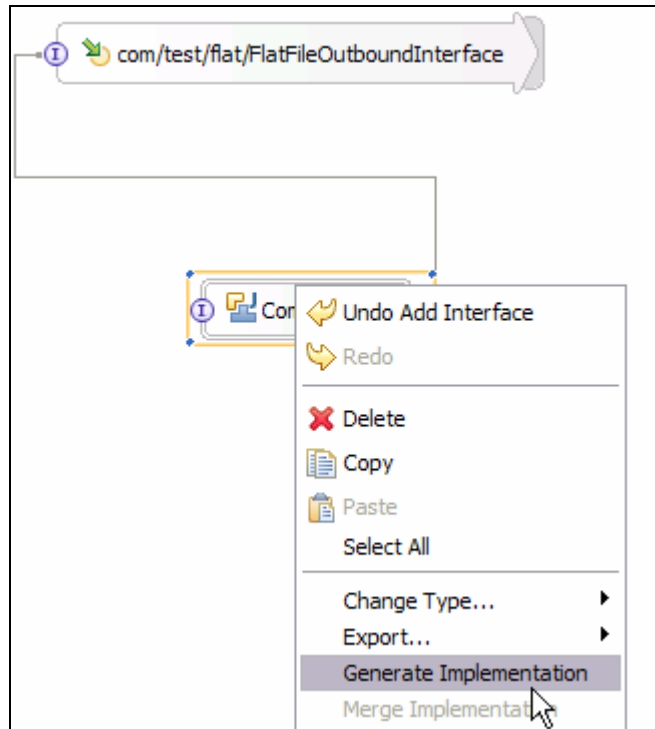 I com/test/flat/FlatFileOutboundInterface
I Cor
Undo Add Interface
Redo
Delete
Copy
Paste
Select All
Change Type...
Export...
Generate Implementation
Merge Implementation